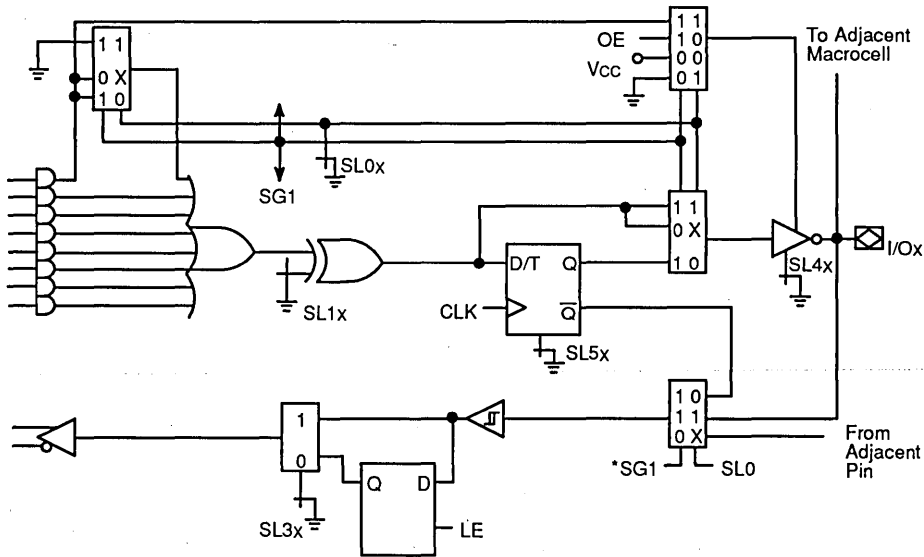 1 1
OE
1 0
VCC
0 0
0 1
To Adjacent
Macrocell
1 1
0 X
1 0
SL0x
SG1
1 1
0 X
1 0
I/Ox
SL4x
D/T
Q
SL1x
CLK
Q
SL5x
1 0
1 1
0 X
From
Adjacent
Pin
*SG1
SL0
1
0
Q
D
LE
SL3x